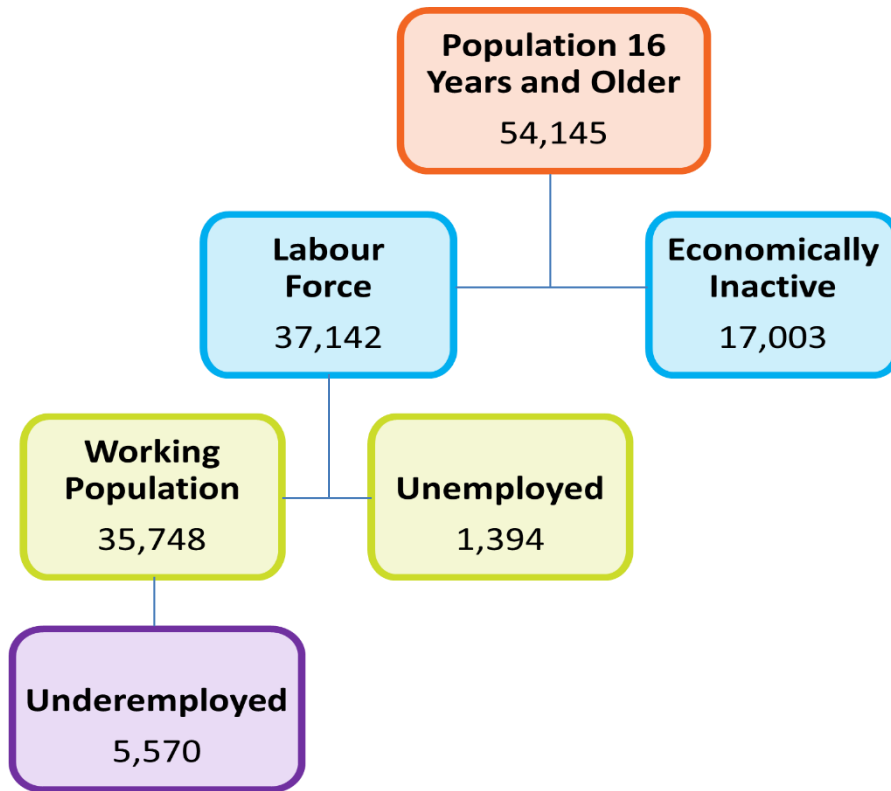 Population 16
Years and Older
54,145
Labour
Force
37,142
Economically
Inactive
17,003
Working
Population
35,748
Unemployed
1,394
Underemployed
5,570